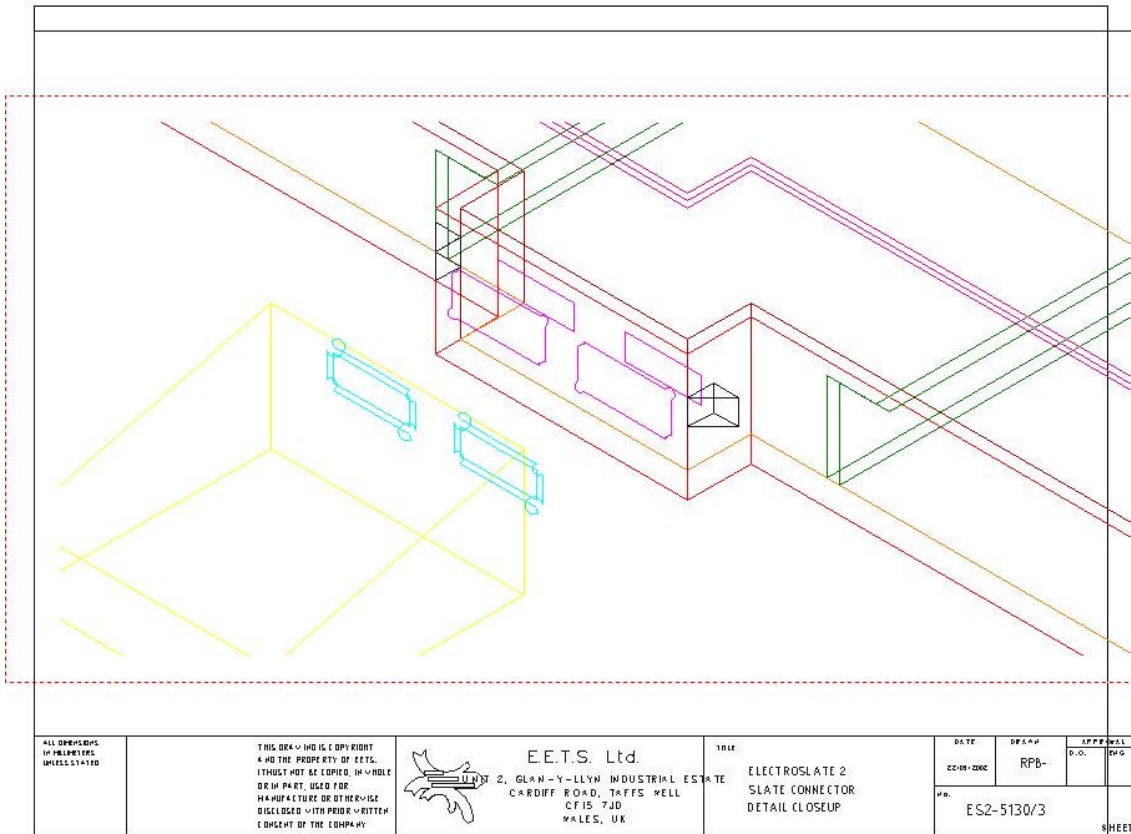 ALL DIMENSIONS
IN MILLIMETERS
UNLESS STATED
THIS DRAWING IS COPYRIGHT
AND THE PROPERTY OF EETS.
ITMUST NOT BE COPIED, IN WHOLE
OR IN PART, USED FOR
MANUFACTURE OR OTHERWISE
DISCLOSED WITH PRIOR WRITTEN
CONSENT OF THE COMPANY
E.E.T.S. Ltd.
UNIT 2, GLAN-Y-LLYN INDUSTRIAL ESTATE
CARDIFF ROAD, TAFFS WELL
CF15 7JD
WALES, UK
TITLE
ELECTROSLATE 2
SLATE CONNECTOR
DETAIL CLOSEUP
DATE
DRAWN
RPB-
APPROVAL
D.O.
ENG
NO.
ES2-5130/3
SHEET